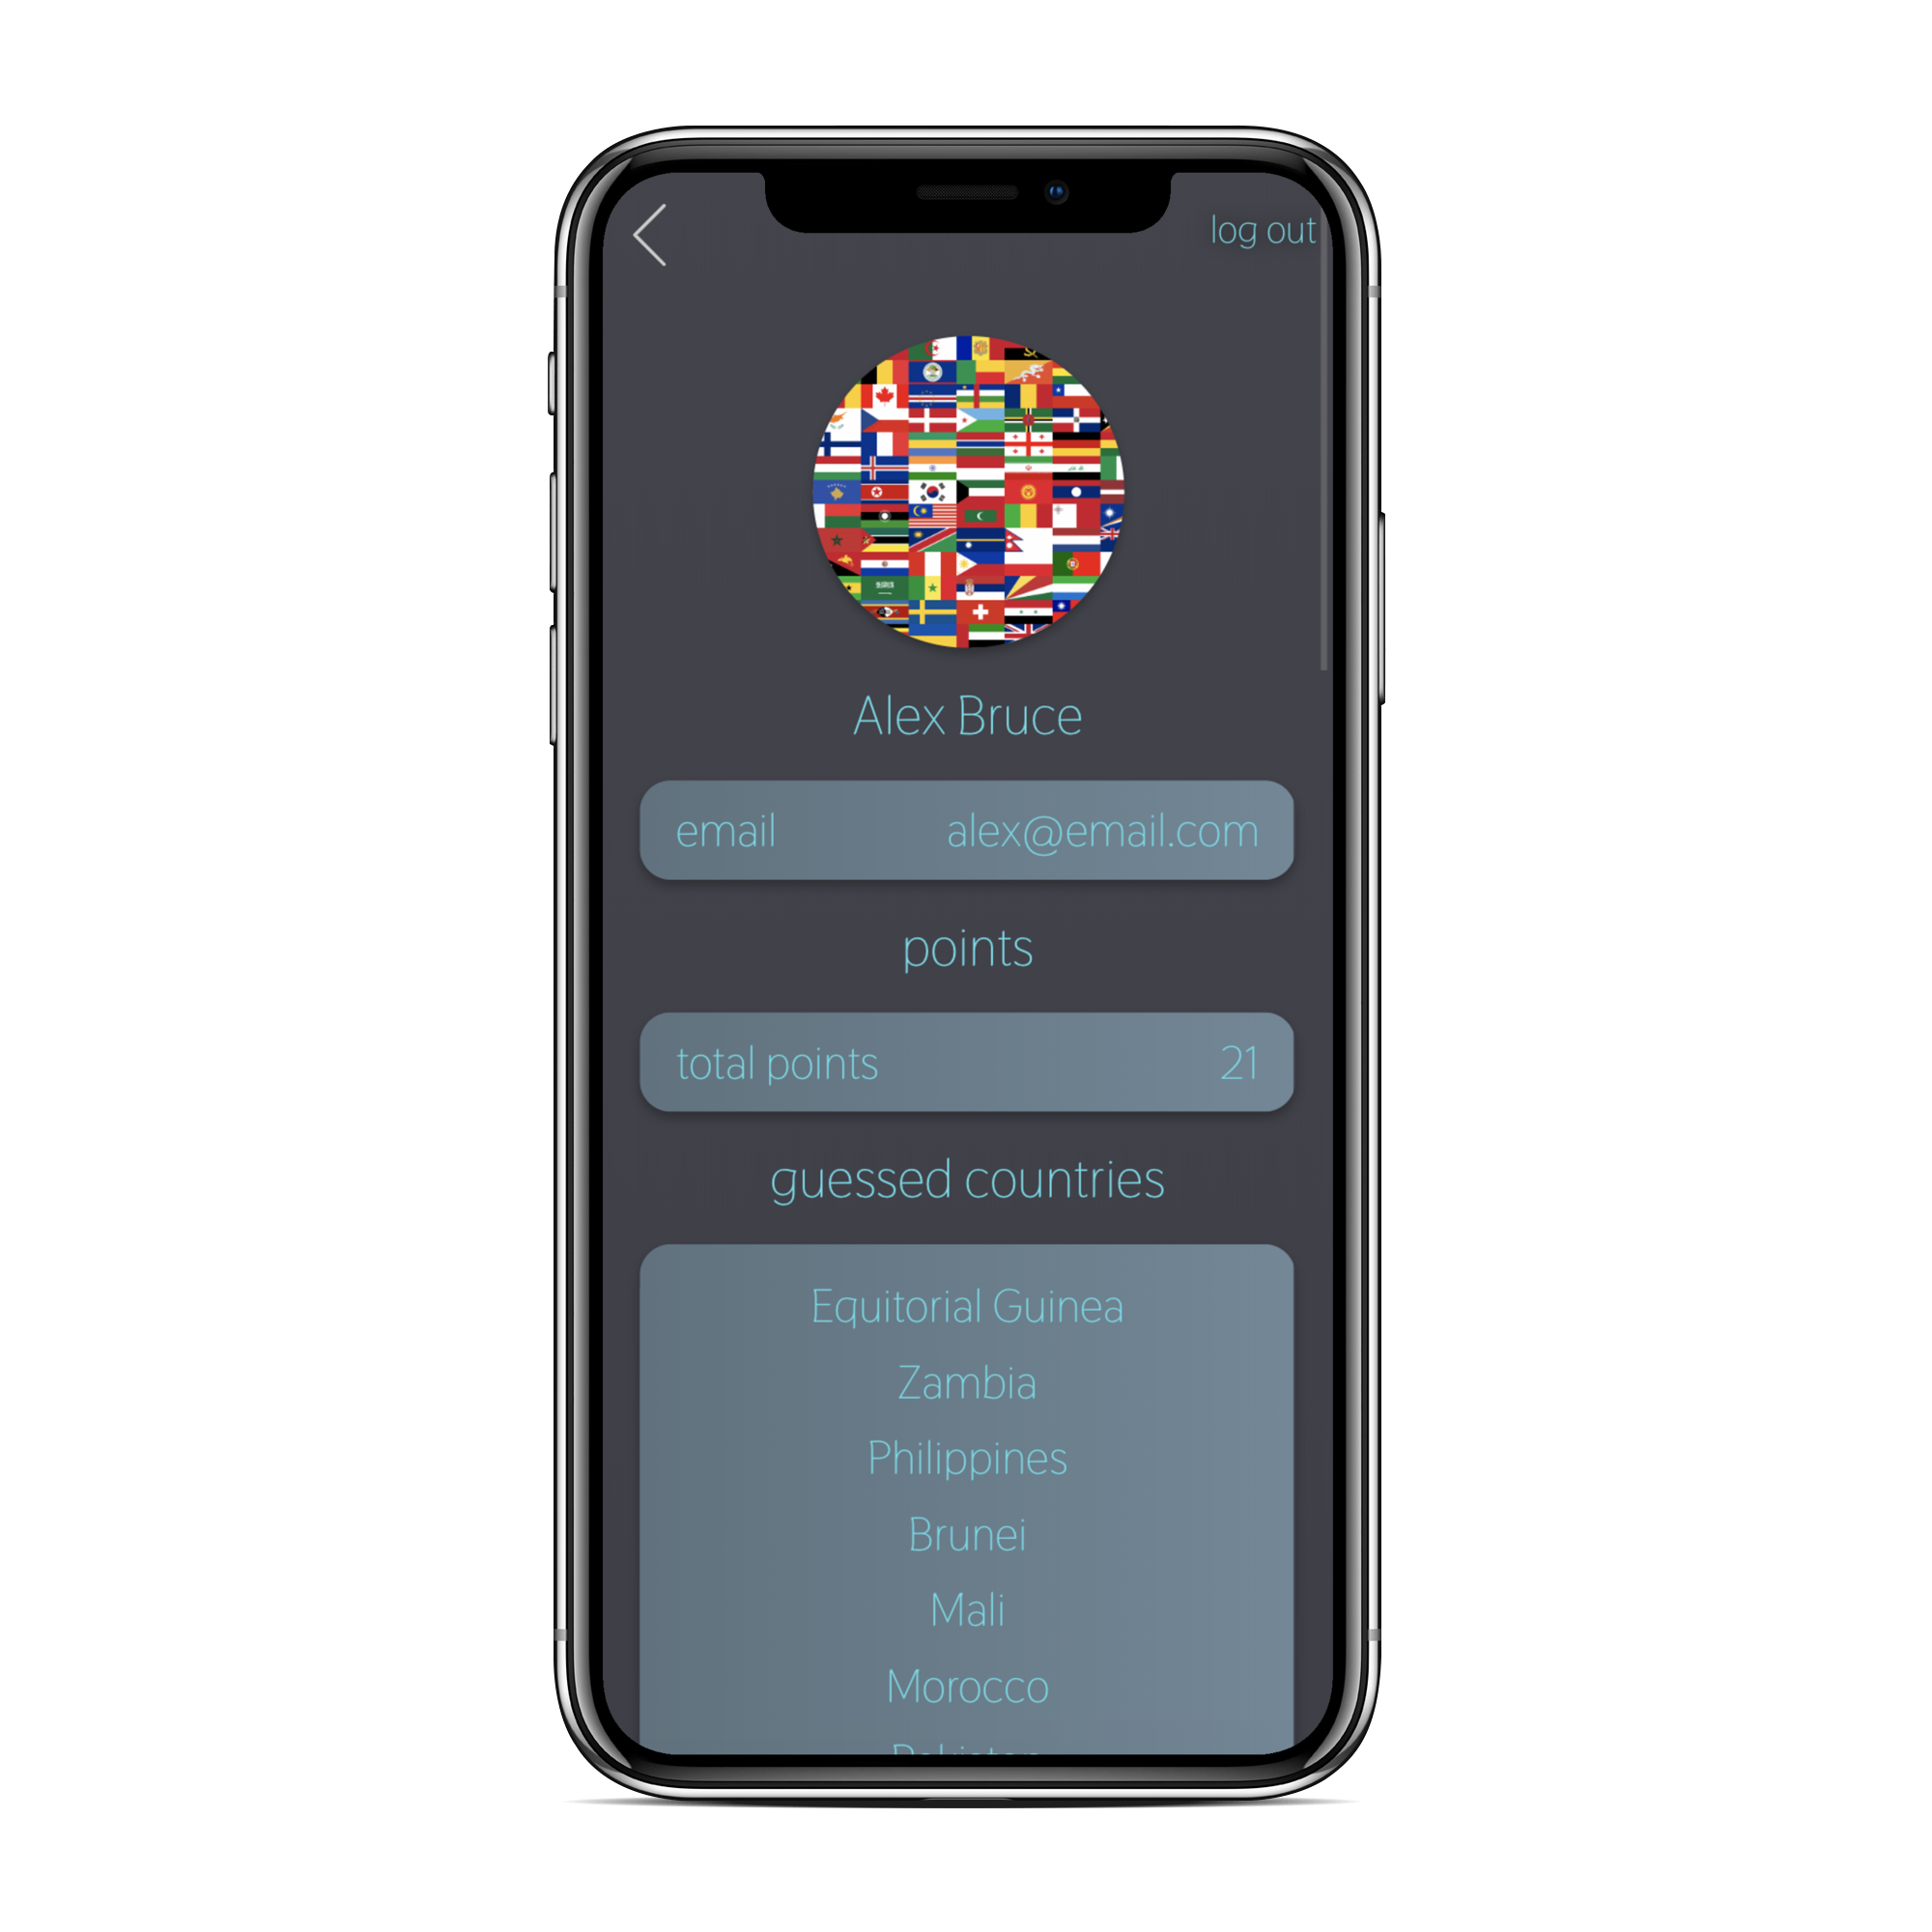 log out
Alex Bruce
email alex@email.com
points
total points 21
guessed countries
Equitorial Guinea
Zambia
Philippines
Brunei
Mali
Morocco